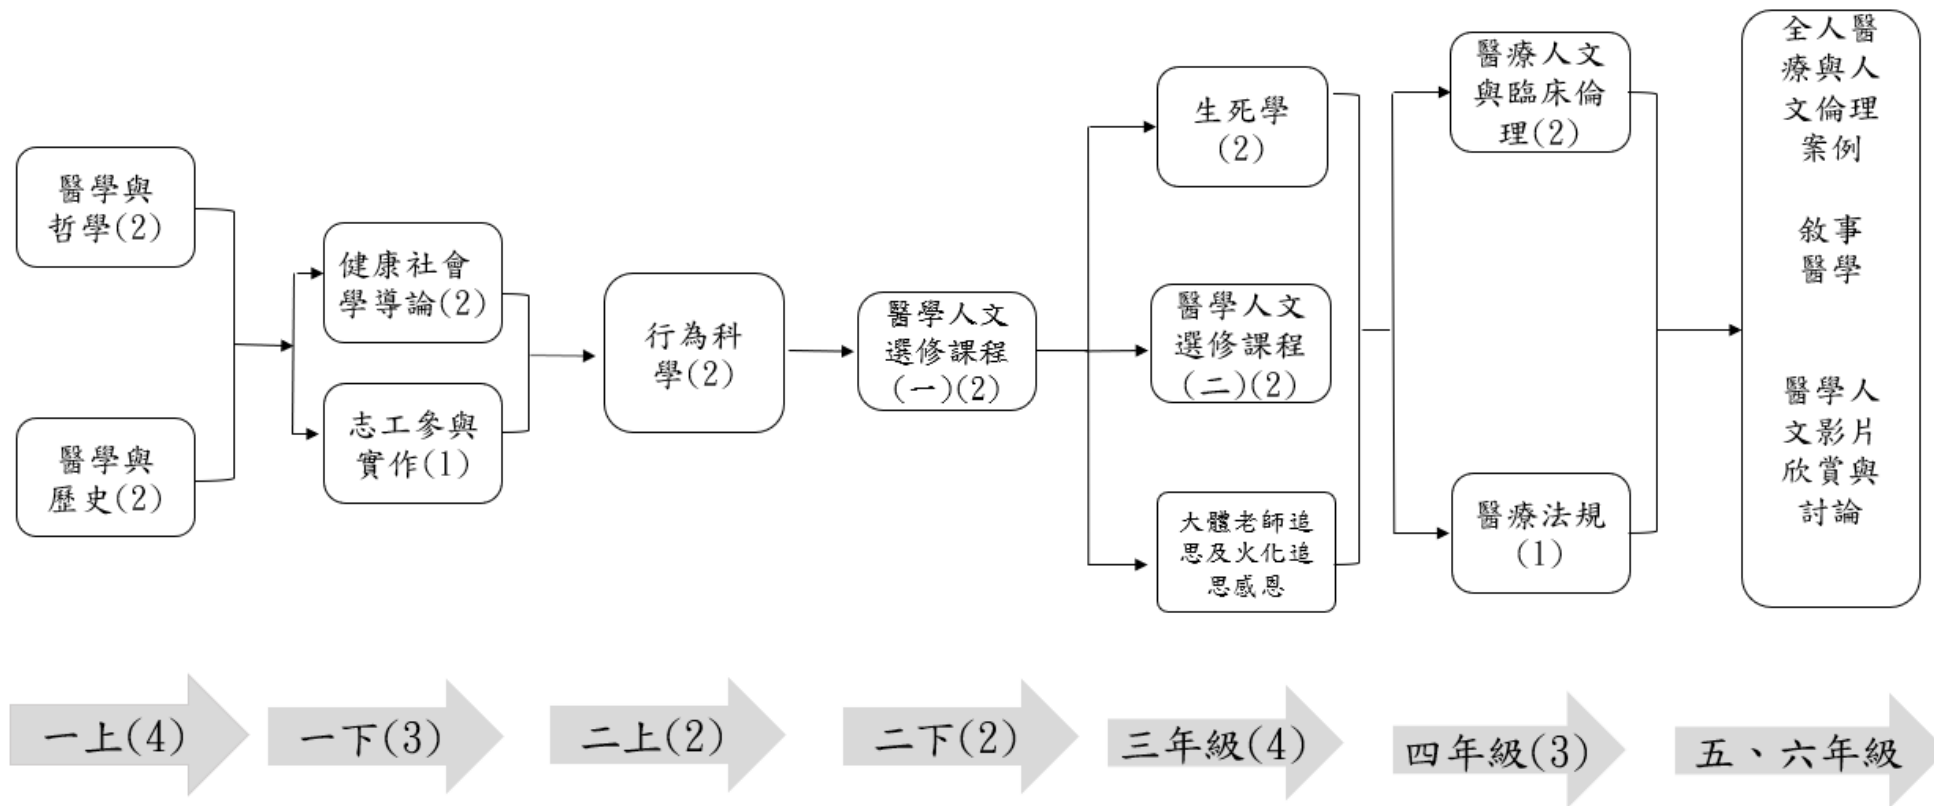 醫學與
哲學(2)
醫學與
歷史(2)
健康社會
學導論(2)
志工參與
實作(1)
行為科
學(2)
醫學人文
選修課程
(一)(2)
生死學
(2)
醫學人文
選修課程
(二)(2)
大體老師追
思及火化追
思感恩
醫療人文
與臨床倫
理(2)
醫療法規
(1)
全人醫
療與人
文倫理
案例
敘事
醫學
醫學人
文影片
欣賞與
討論
一上(4)
一下(3)
二上(2)
二下(2)
三年級(4)
四年級(3)
五、六年級